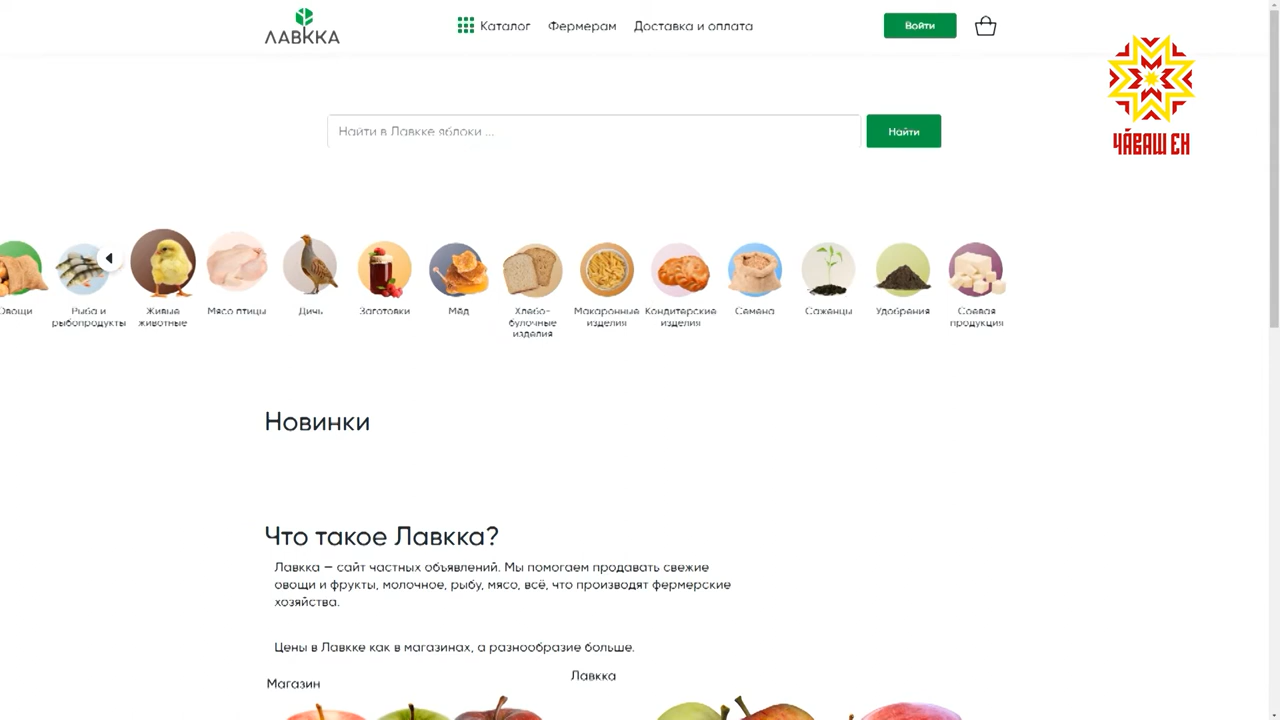 ЛАВККА
Каталог Фермерам Доставка и оплата
Войти
ЧӐВАШ ЕН
Найти в Лавкке яблоки ...
Найти
Овощи
Рыба и
рыбопродукты
Живые
животные
Мясо птицы
Дичь
Заготовки
Мёд
Хлебо-
булочные
изделия
Макаронные
изделия
Кондитерские
изделия
Семена
Саженцы
Удобрения
Соевая
продукция
Новинки
Что такое Лавкка?
Лавкка — сайт частных объявлений. Мы помогаем продавать свежие
овощи и фрукты, молочное, рыбу, мясо, всё, что производят фермерские
хозяйства.
Цены в Лавкке как в магазинах, а разнообразие больше.
Магазин
Лавкка